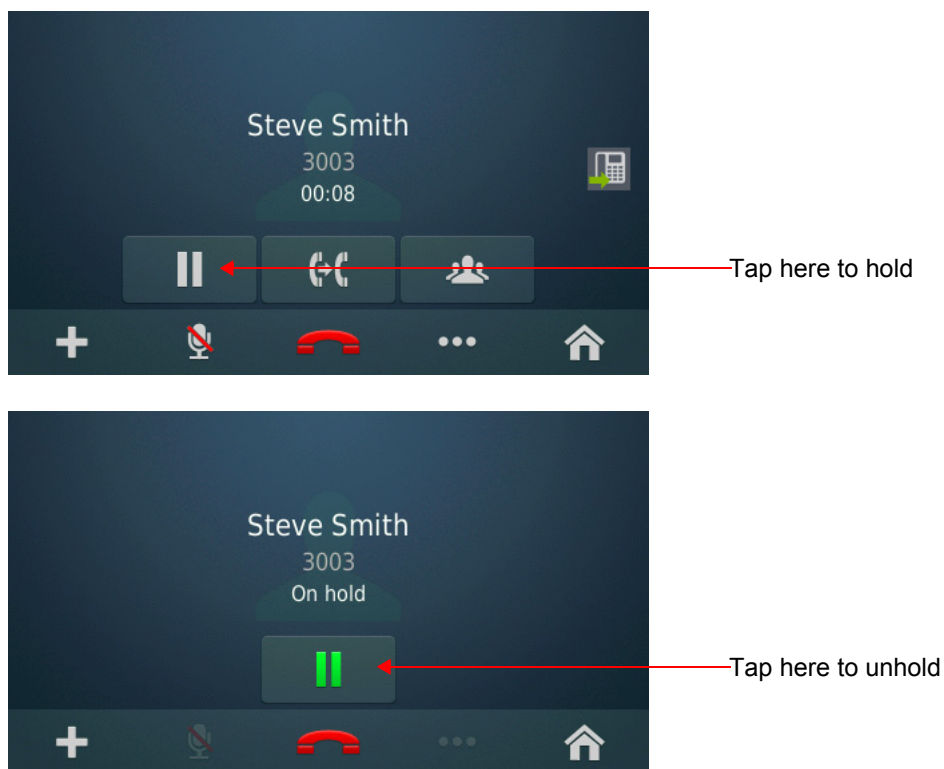 Steve Smith
3003
00:08
Tap here to hold
Steve Smith
3003
On hold
Tap here to unhold